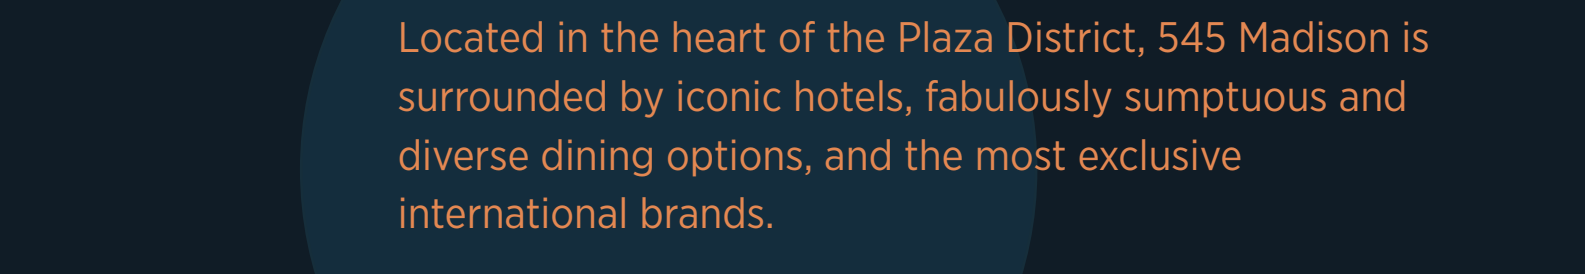 Located in the heart of the Plaza District, 545 Madison is
surrounded by iconic hotels, fabulously sumptuous and
diverse dining options, and the most exclusive
international brands.